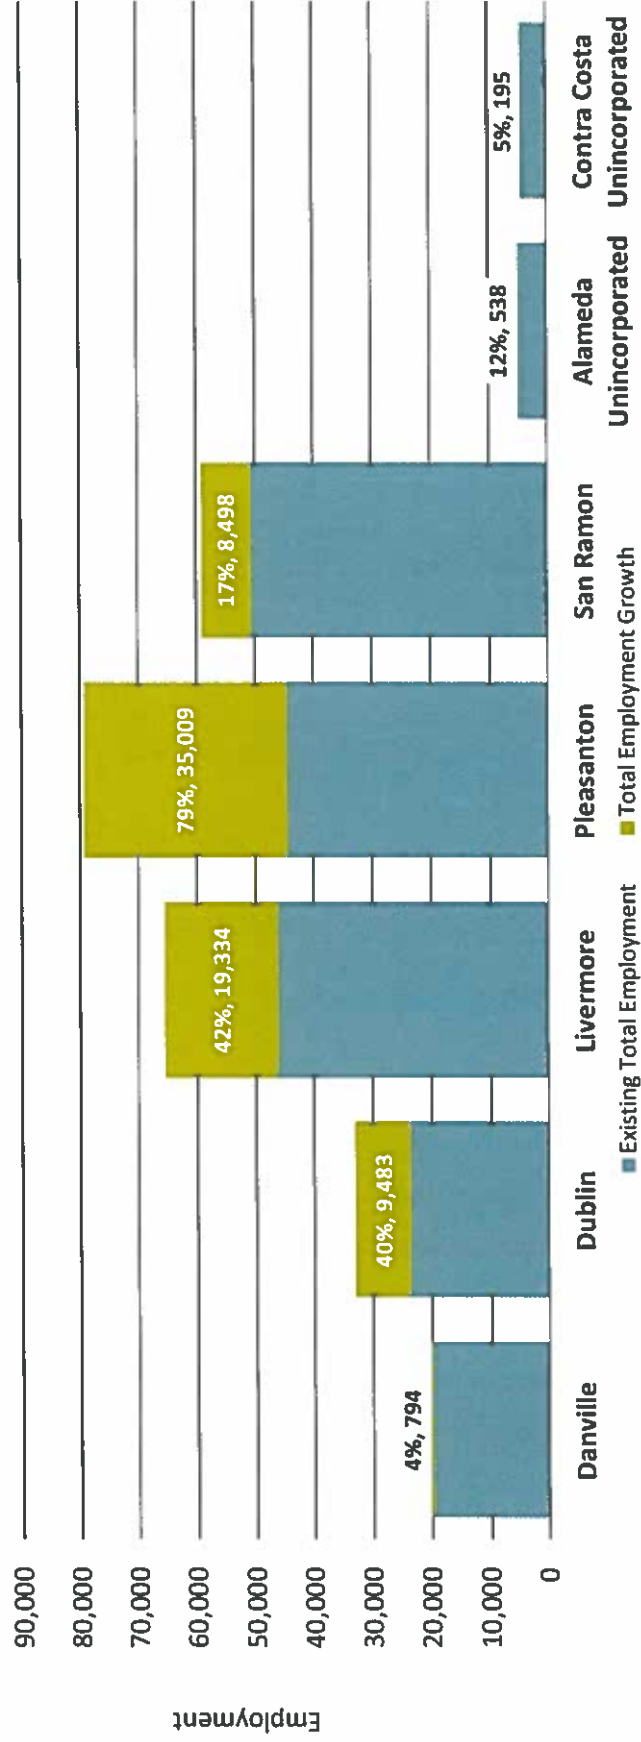 90,000
80,000
70,000
60,000
50,000
40,000
30,000
20,000
10,000
0
Employment
4%, 794
40%, 9,483
42%, 19,334
79%, 35,009
17%, 8,498
12%, 538
5%, 195
Danville
Dublin
Livermore
Pleasanton
San Ramon
Alameda
Unincorporated
Contra Costa
Unincorporated
Existing Total Employment
Total Employment Growth